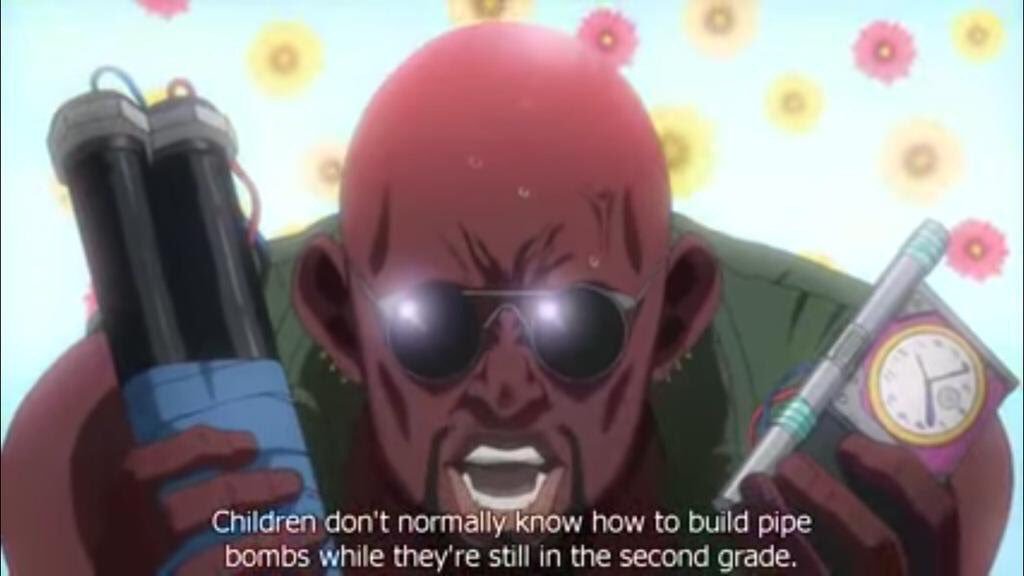 Children don't normally know how to build pipe
bombs while they're still in the second grade.